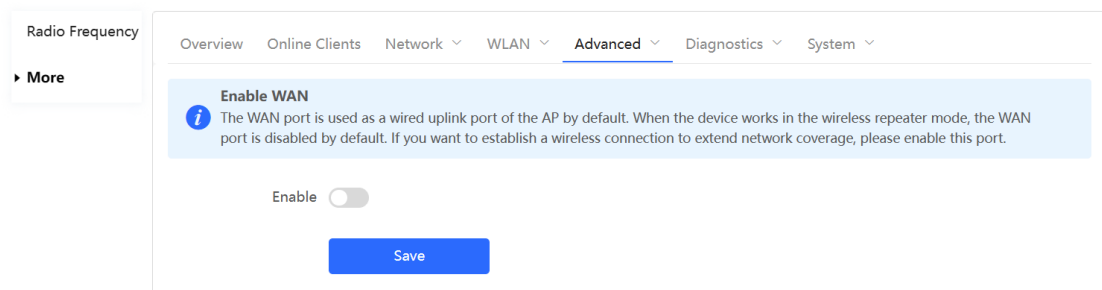 Radio Frequency
More
Overview Online Clients Network WLAN Advanced Diagnostics System
Enable WAN
The WAN port is used as a wired uplink port of the AP by default. When the device works in the wireless repeater mode, the WAN
port is disabled by default. If you want to establish a wireless connection to extend network coverage, please enable this port.
Enable
Save